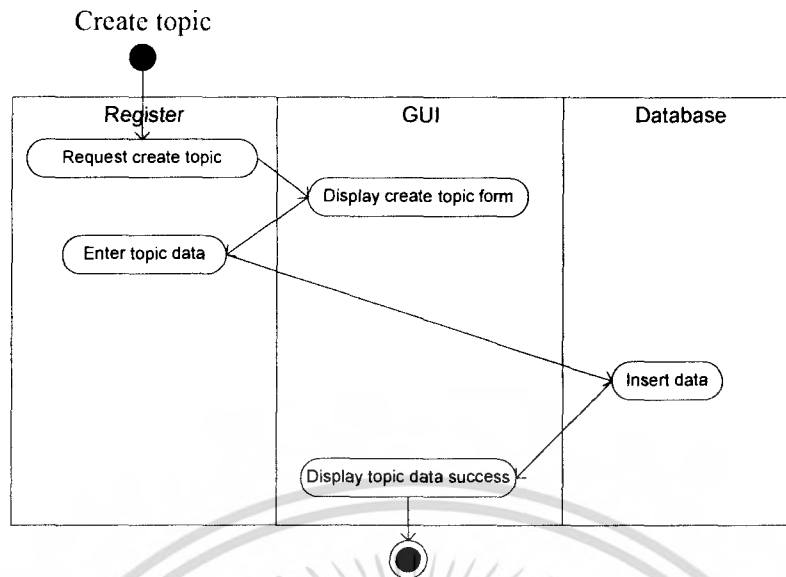 Create topic
Register
GUI
Database
Request create topic
Display create topic form
Enter topic data
Insert data
Display topic data success